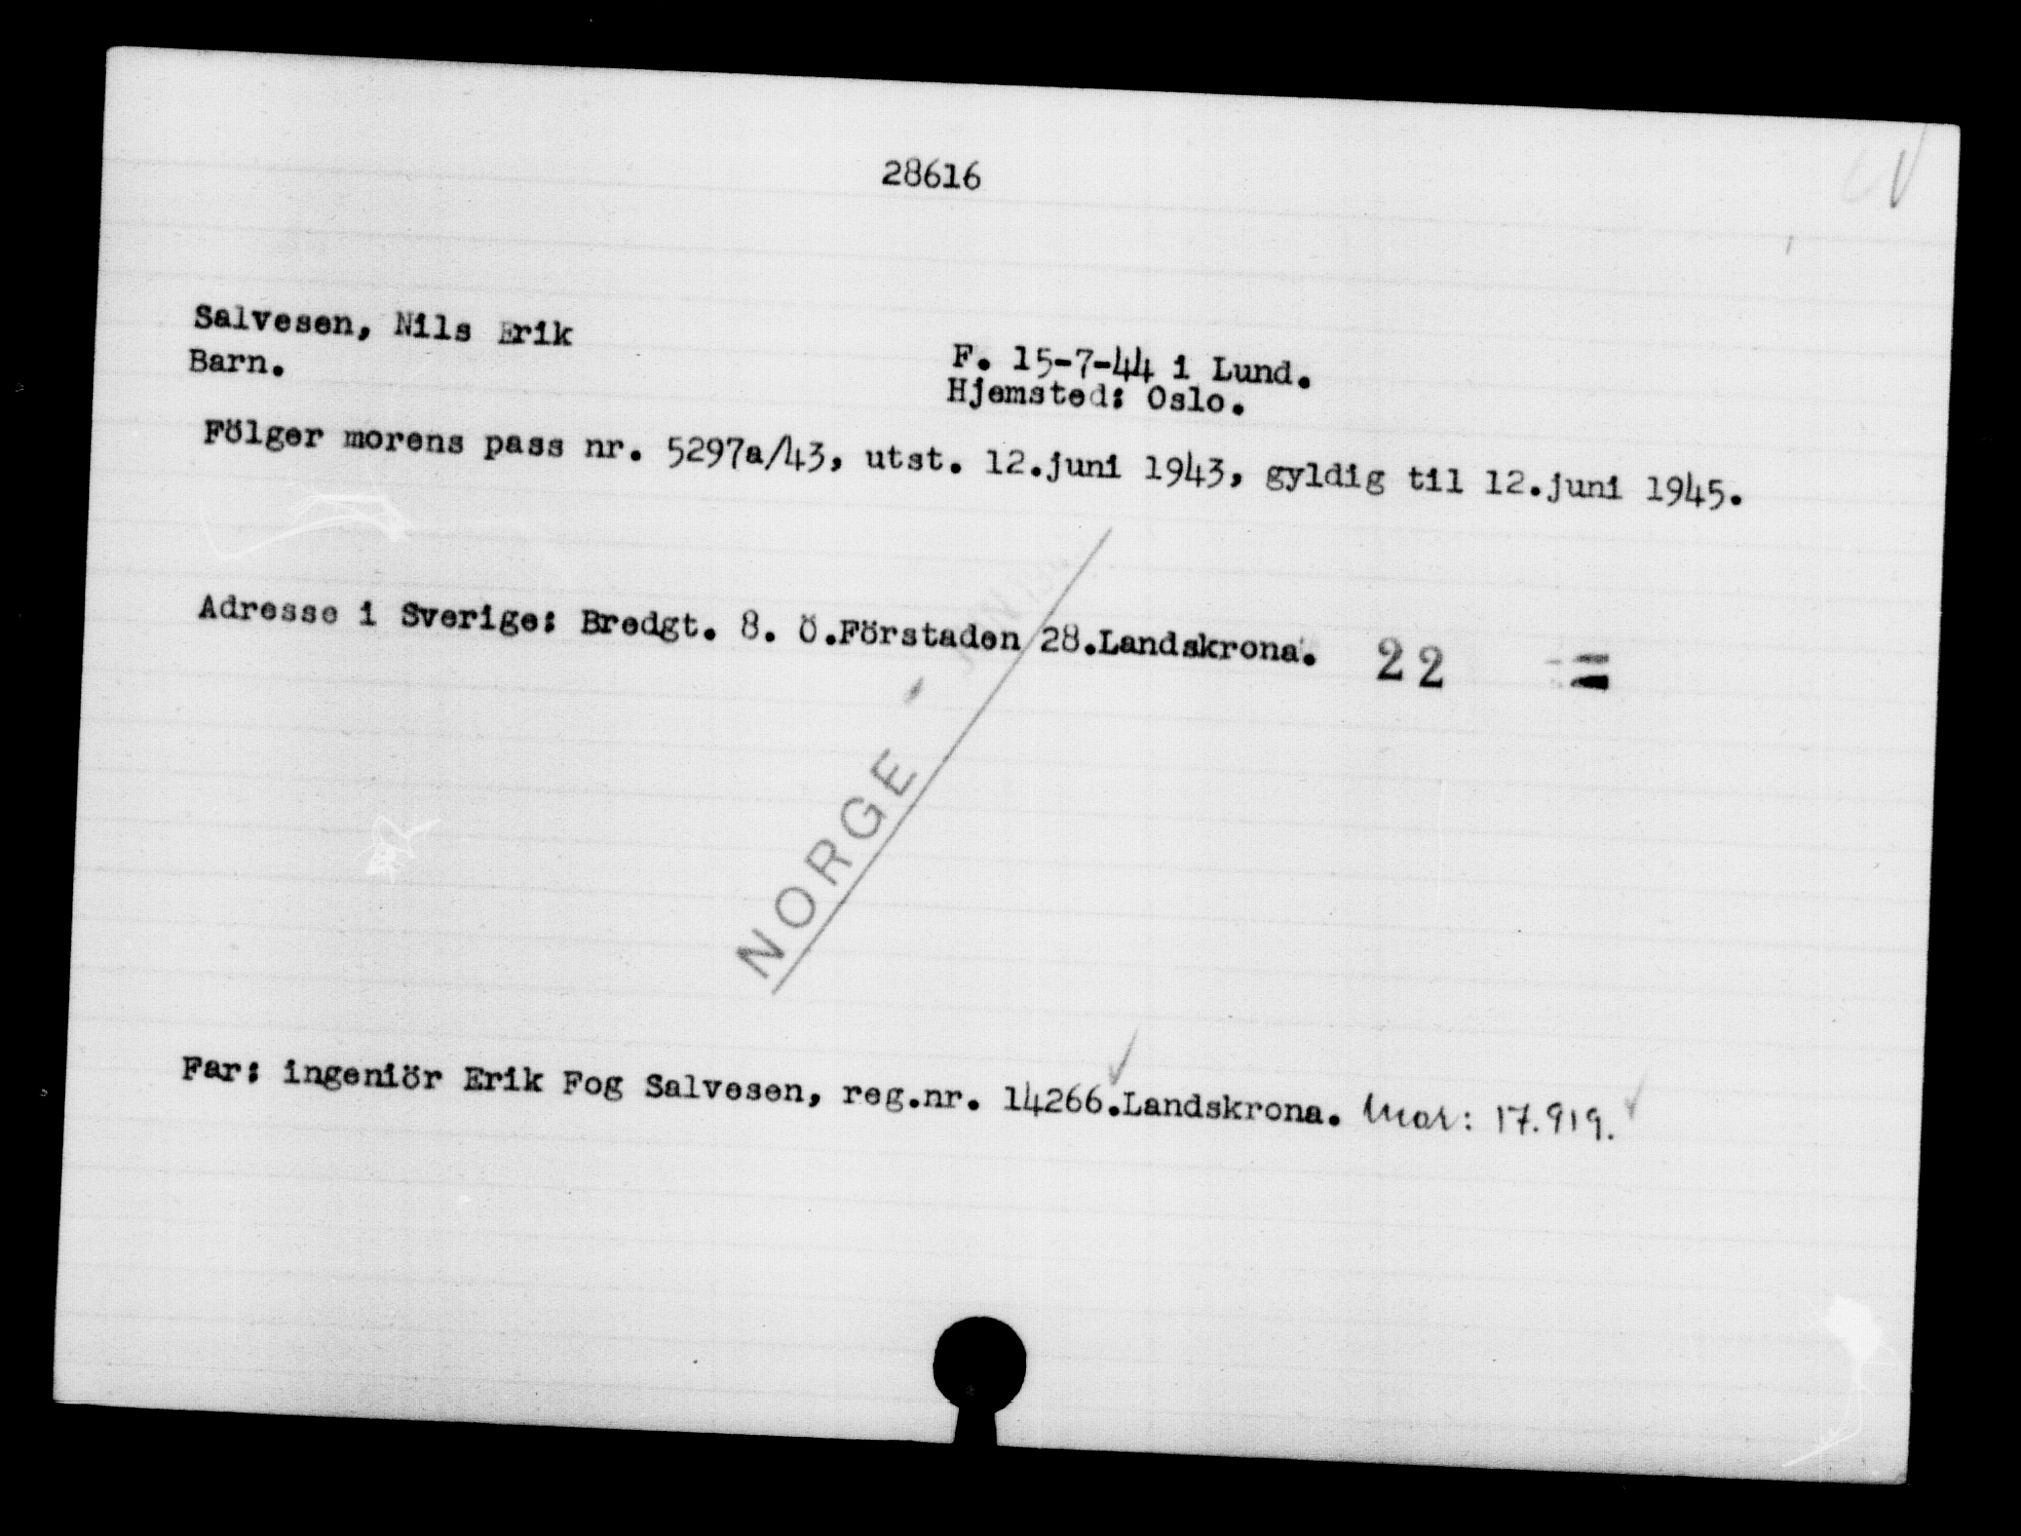 28616
Salvesen, Nils Erik
Barn.
F. 15-7-44 i Lund.
Hjemsted: Oslo.
Fölger morens pass nr. 5297a/43, utst. 12.juni 1943, gyldig til 12.juni 1945.
Adresse i Sverige: Bredgt. 8. Ö.Förstaden 28.Landskrona. 22
NORGE -
Far: ingeniör Erik Fog Salvesen, reg.nr. 14266.Landskrona. Mor: 17.919.